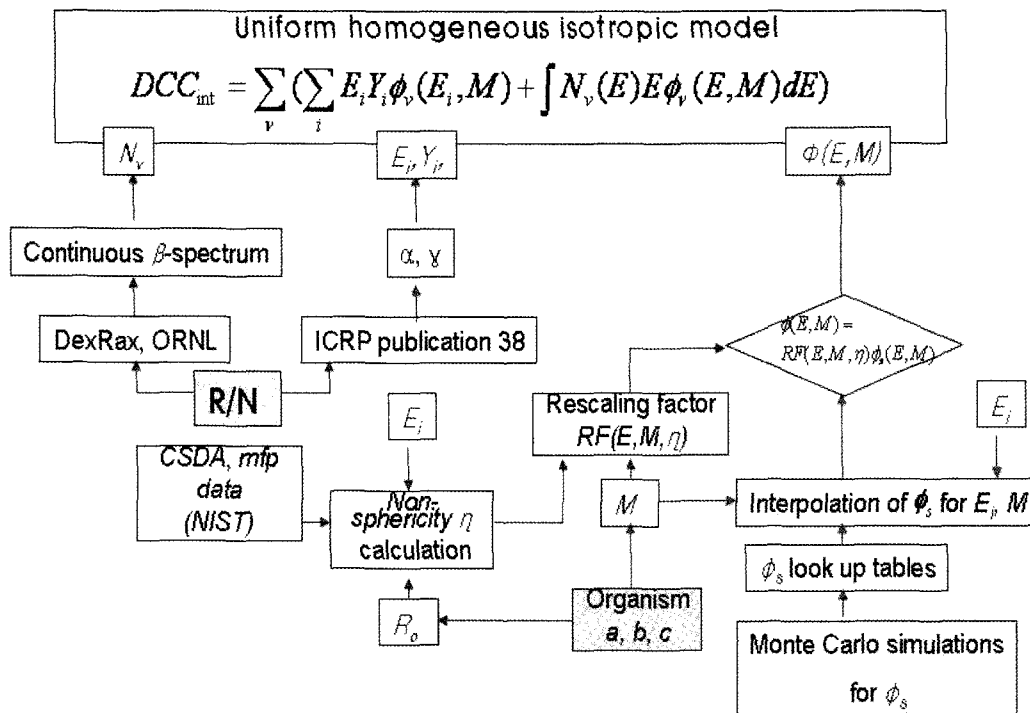 Uniform homogeneous isotropic model
DCC_int = ∑_ν (∑_i E_i Y_i φ_ν (E_i, M) + ∫ N_ν (E) E φ_ν (E, M) dE)
N_ν
E_i, Y_i,
Φ(E, M)
Continuous β-spectrum
α, γ
DexRax, ORNL
ICRP publication 38
φ(E, M) =
RF(E, M, η)φ_s(E, M)
R/N
E_i
Rescaling factor
RF(E, M, η)
E_i
CSDA, mfp
data
(NIST)
Non-
sphericity η
calculation
M
Interpolation of φ_s for E_i, M
φ_s look up tables
R_o
Organism
a, b, c
Monte Carlo simulations
for φ_s